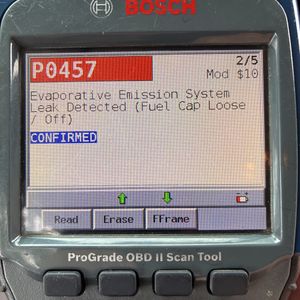 BOSCH
P0457
2/5
Mod $10
Evaporative Emission System
Leak Detected (Fuel Cap Loose
/ Off)
CONFIRMED
Read Erase FFrame
ProGrade OBD II Scan Tool